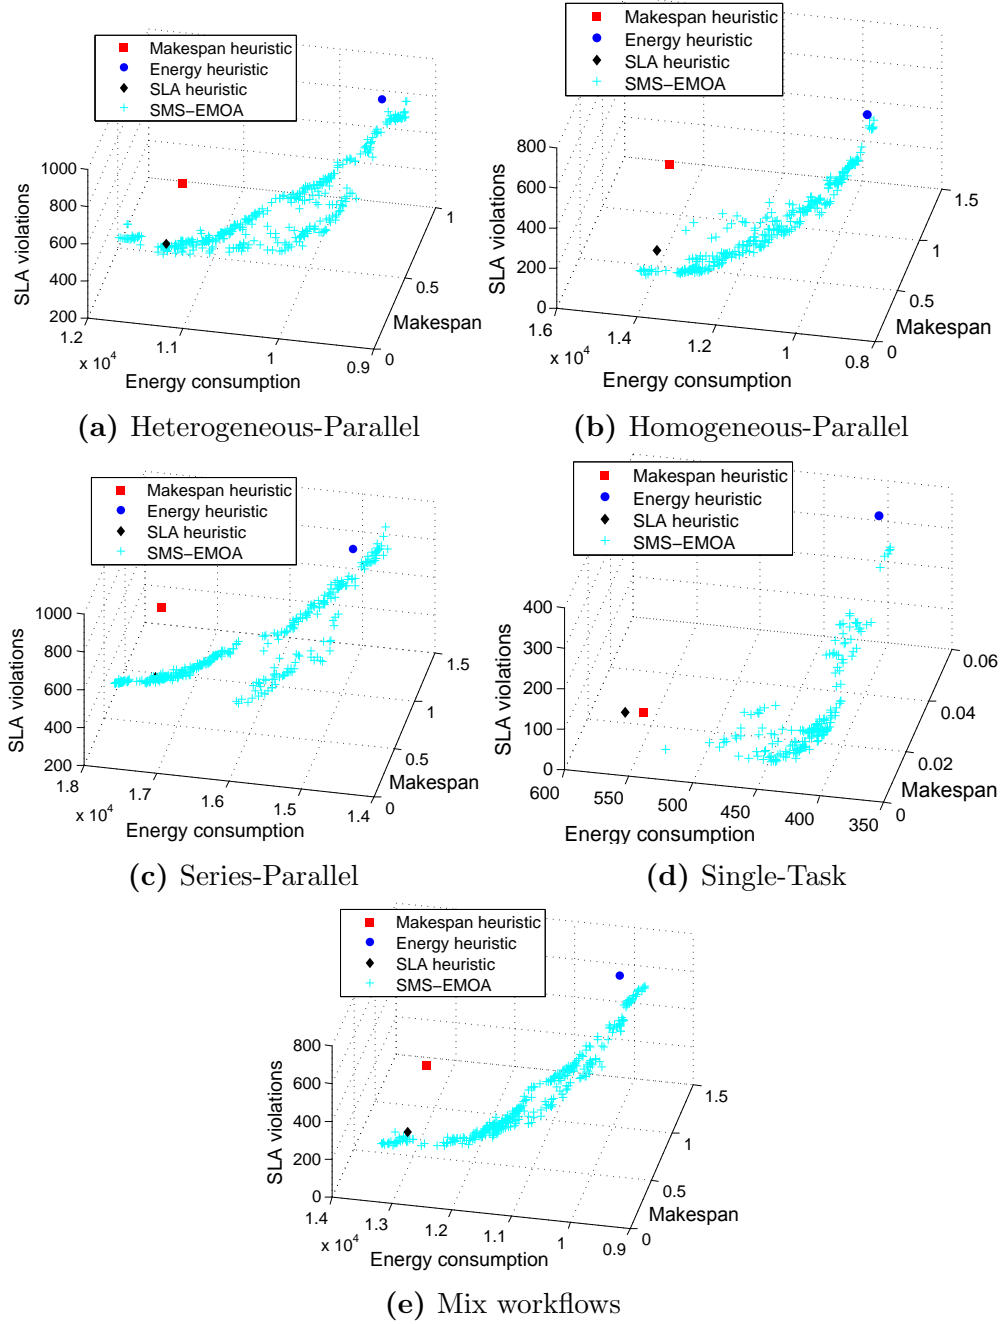 Makespan heuristic
Energy heuristic
SLA heuristic
SMS−EMOA
SLA violations
1000
800
600
400
200
1.2
1.1
1
0.9
x 10^4
Energy consumption
0
0.5
1
Makespan
(a) Heterogeneous-Parallel
Makespan heuristic
Energy heuristic
SLA heuristic
SMS−EMOA
SLA violations
800
600
400
200
0
1.6
1.4
1.2
1
0.8
x 10^4
Energy consumption
0
0.5
1
1.5
Makespan
(b) Homogeneous-Parallel
Makespan heuristic
Energy heuristic
SLA heuristic
SMS−EMOA
SLA violations
1000
800
600
400
200
1.8
1.7
1.6
1.5
1.4
x 10^4
Energy consumption
0
0.5
1
1.5
Makespan
(c) Series-Parallel
Makespan heuristic
Energy heuristic
SLA heuristic
SMS−EMOA
SLA violations
400
300
200
100
0
600
550
500
450
400
350
Energy consumption
0
0.02
0.04
0.06
Makespan
(d) Single-Task
Makespan heuristic
Energy heuristic
SLA heuristic
SMS−EMOA
SLA violations
800
600
400
200
0
1.4
1.3
1.2
1.1
1
0.9
x 10^4
Energy consumption
0
0.5
1
1.5
Makespan
(e) Mix workflows